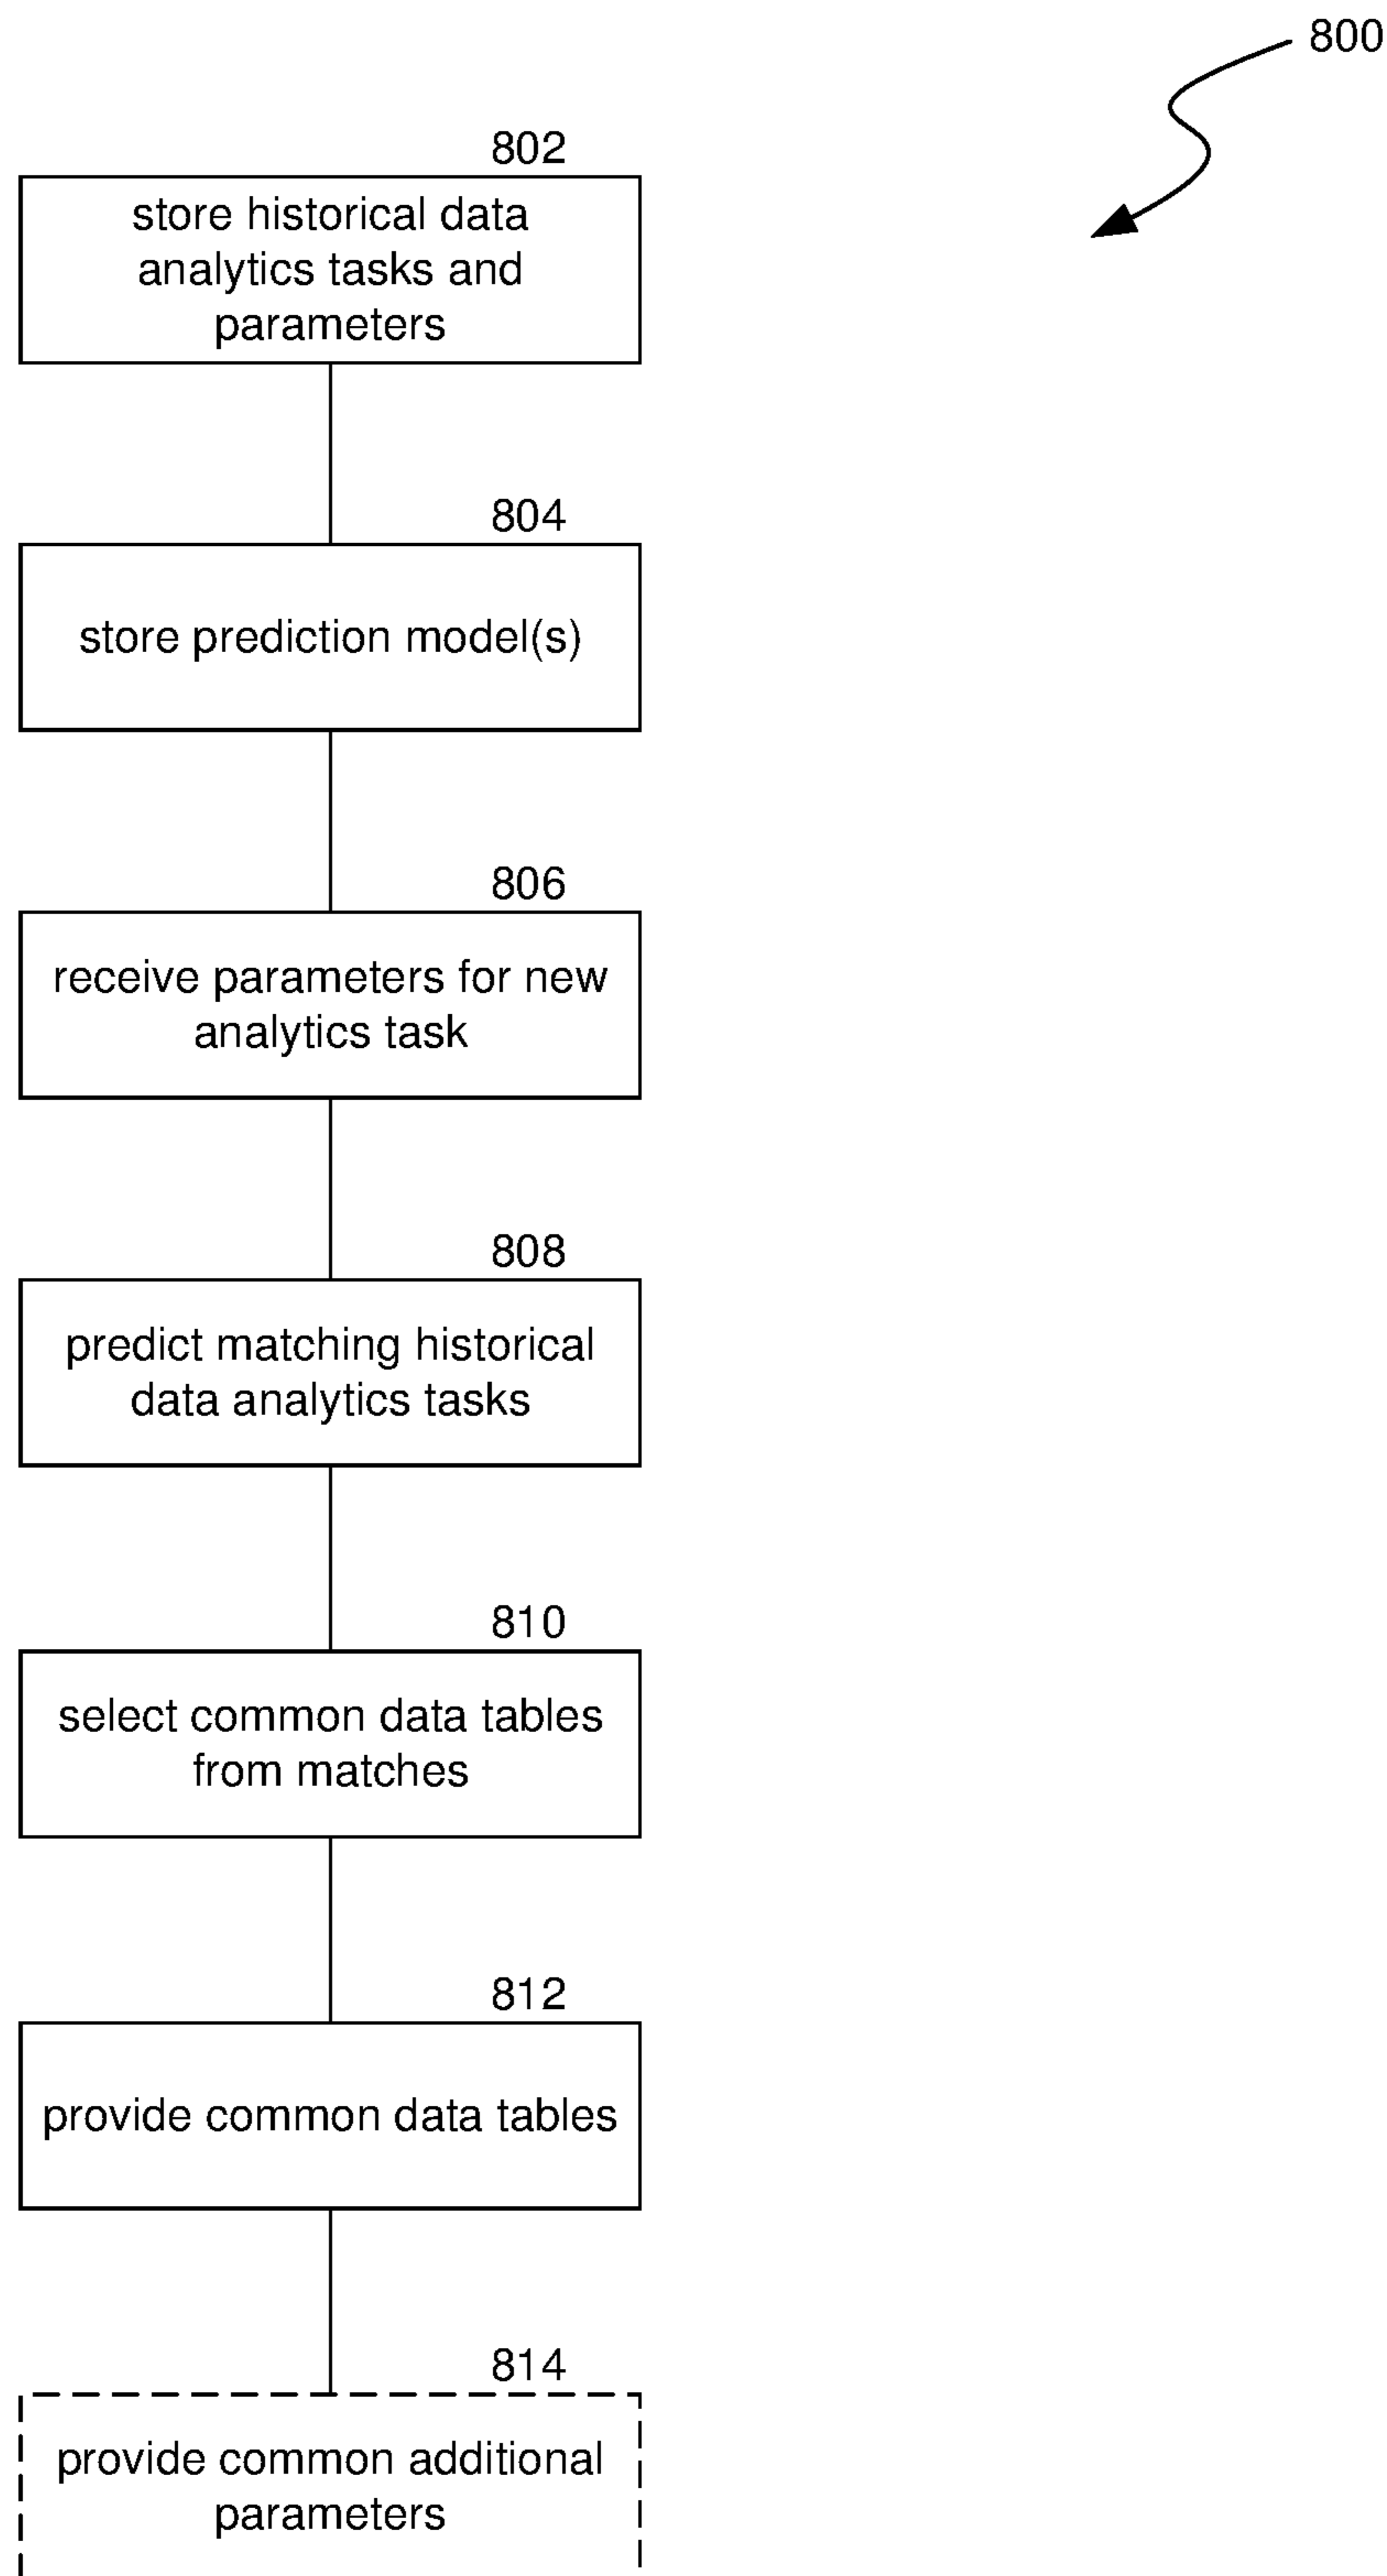 800
802
store historical data
analytics tasks and
parameters
804
store prediction model(s)
806
receive parameters for new
analytics task
808
predict matching historical
data analytics tasks
810
select common data tables
from matches
812
provide common data tables
814
provide common additional
parameters